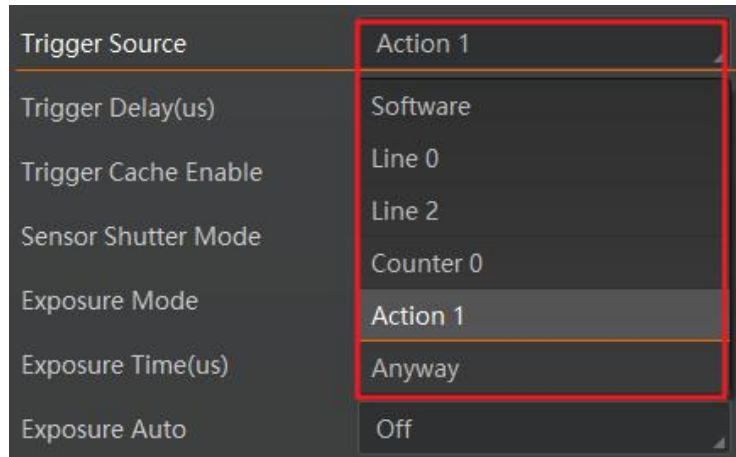 Trigger Source Action 1
Trigger Delay(us) Software
Trigger Cache Enable Line 0
Line 2
Sensor Shutter Mode
Counter 0
Exposure Mode Action 1
Exposure Time(us) Anyway
Exposure Auto Off